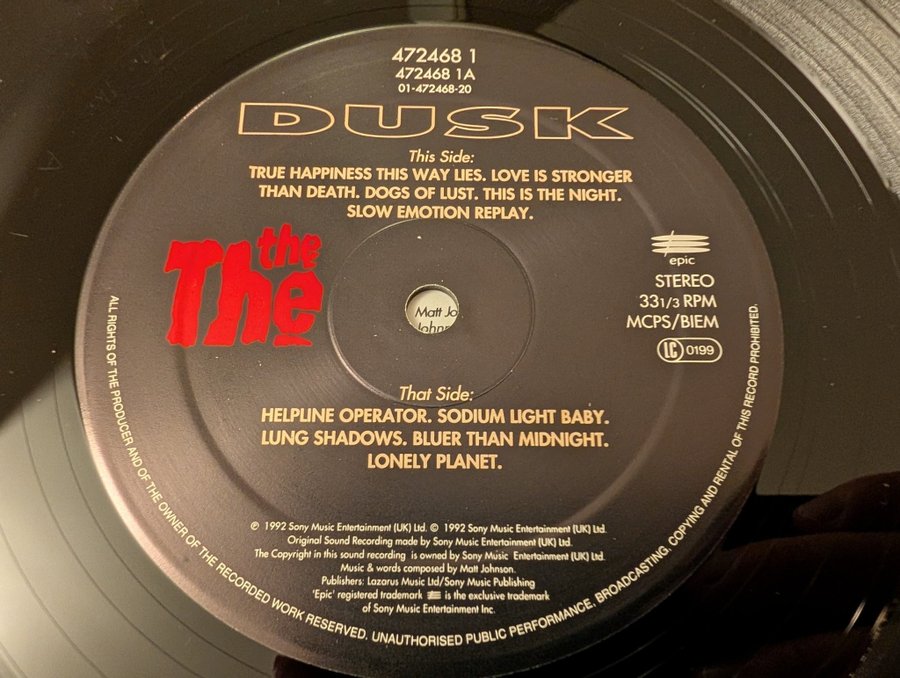 472468 1
472468 1A
01-472468-20
DUSK
This Side:
TRUE HAPPINESS THIS WAY LIES. LOVE IS STRONGER
THAN DEATH. DOGS OF LUST. THIS IS THE NIGHT.
SLOW EMOTION REPLAY.
the
The
epic
STEREO
33 1/3 RPM
MCPS/BIEM
LC 0199
Matt Jo
John
That Side:
HELPLINE OPERATOR. SODIUM LIGHT BABY.
LUNG SHADOWS. BLUER THAN MIDNIGHT.
LONELY PLANET.
℗ 1992 Sony Music Entertainment (UK) Ltd. © 1992 Sony Music Entertainment (UK) Ltd.
Original Sound Recording made by Sony Music Entertainment (UK) Ltd.
The Copyright in this sound recording is owned by Sony Music Entertainment (UK) Ltd.
Music & words composed by Matt Johnson.
Publishers: Lazarus Music Ltd/Sony Music Publishing
'Epic' registered trademark is the exclusive trademark
of Sony Music Entertainment Inc.
ALL RIGHTS OF THE PRODUCER AND OF THE OWNER OF THE RECORDED WORK RESERVED. UNAUTHORISED PUBLIC PERFORMANCE. BROADCASTING. COPYING AND RENTAL OF THIS RECORD PROHIBITED.